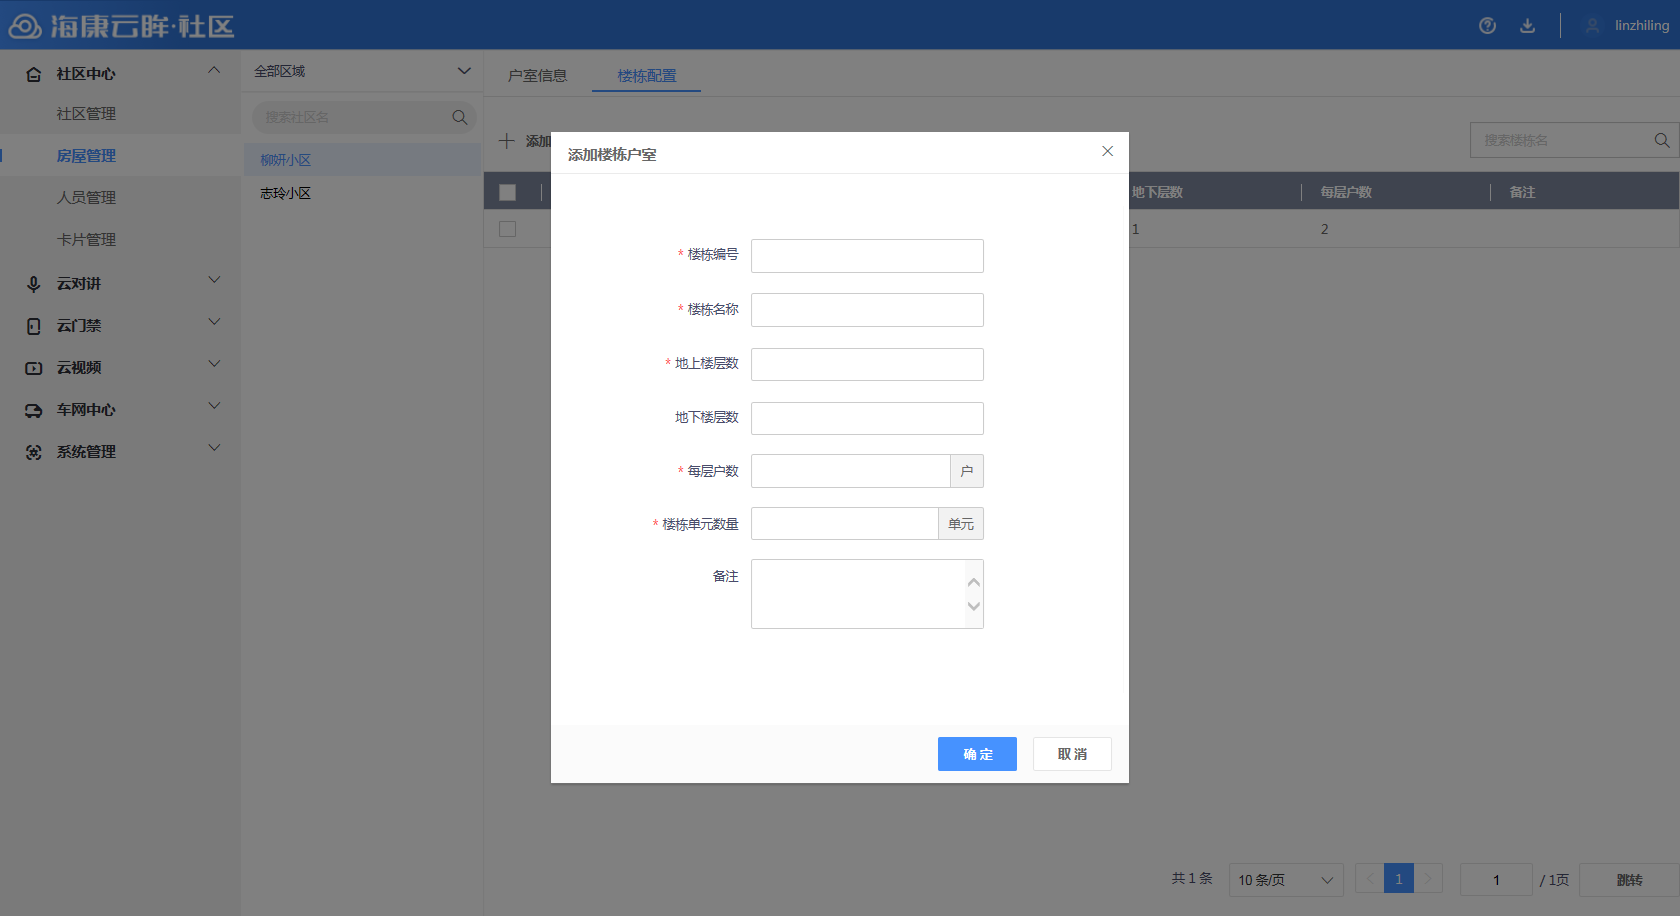 海康云眸·社区
linzhiling
社区中心
社区管理
房屋管理
人员管理
卡片管理
云对讲
云门禁
云视频
车网中心
系统管理
全部区域
搜索社区名
柳妍小区
志玲小区
户室信息
楼栋配置
添加
搜索楼栋名
地下层数
每层户数
备注
1
2
添加楼栋户室
* 楼栋编号
* 楼栋名称
* 地上楼层数
地下楼层数
* 每层户数
户
* 楼栋单元数量
单元
备注
确定
取消
共 1 条
10 条/页
1
1
/ 1页
跳转